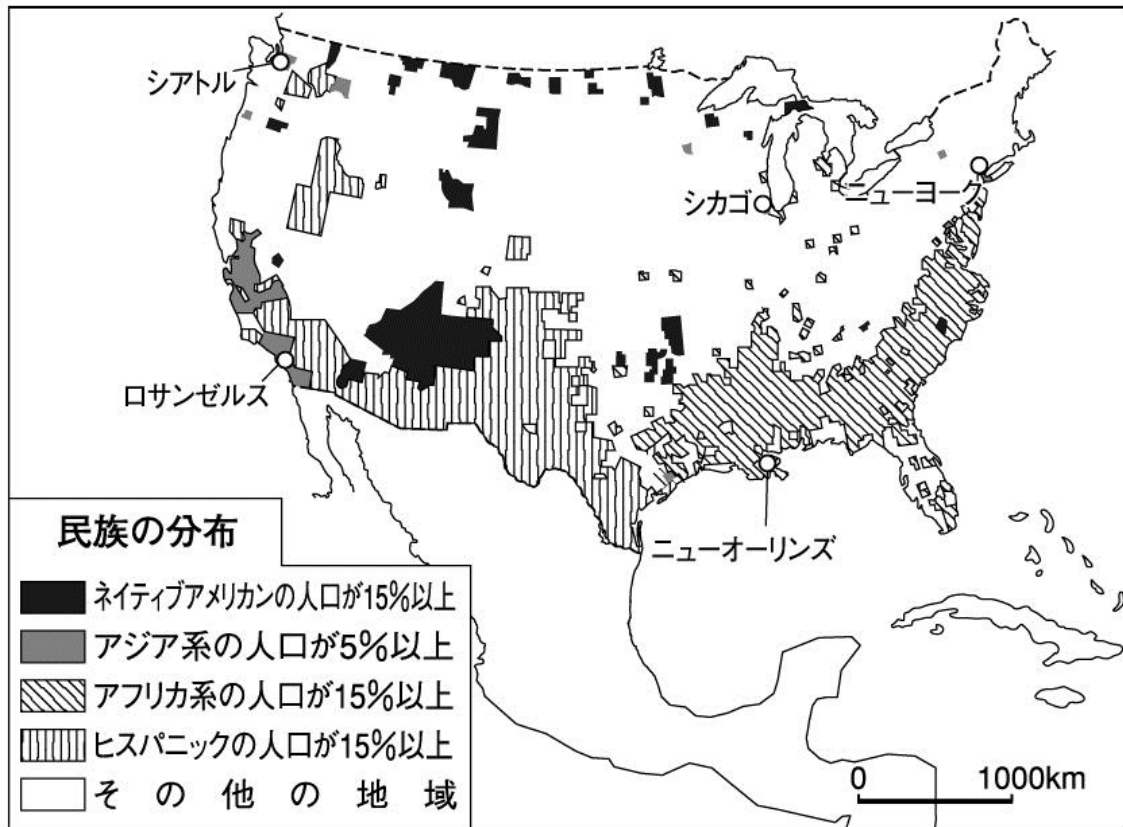 シアトル
シカゴ
ニューヨーク
ロサンゼルス
ニューオーリンズ
民族の分布
ネイティブアメリカンの人口が15%以上
アジア系の人口が5%以上
アフリカ系の人口が15%以上
ヒスパニックの人口が15%以上
その他の地域
0 1000km